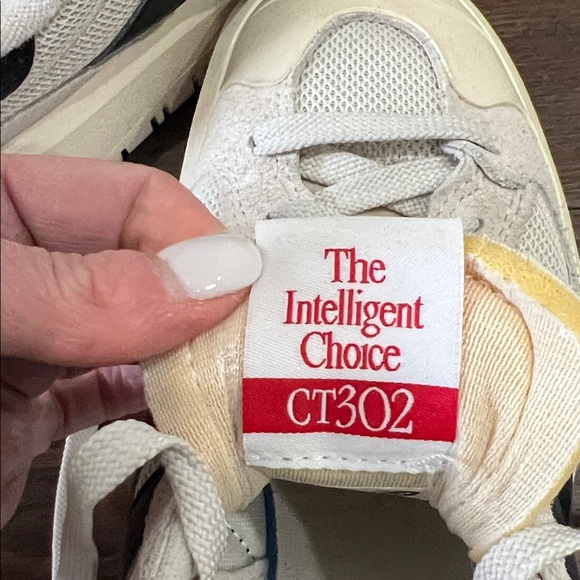 The
Intelligent
Choice
CT302